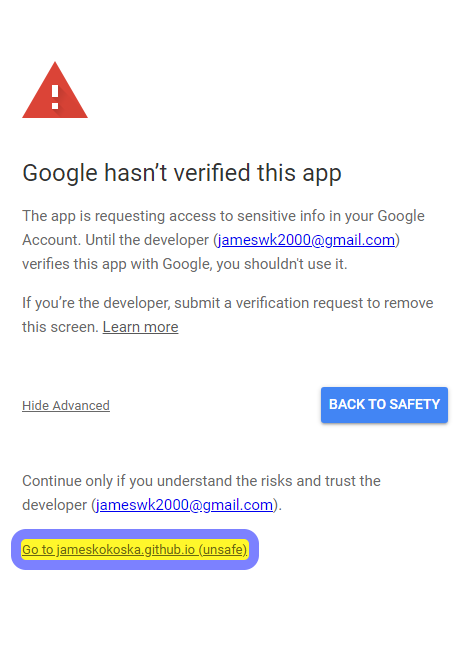 Google hasn’t verified this app
The app is requesting access to sensitive info in your Google
Account. Until the developer (jameswk2000@gmail.com)
verifies this app with Google, you shouldn't use it.
If you’re the developer, submit a verification request to remove
this screen. Learn more
Hide Advanced
BACK TO SAFETY
Continue only if you understand the risks and trust the
developer (jameswk2000@gmail.com).
Go to jameskokoska.github.io (unsafe)